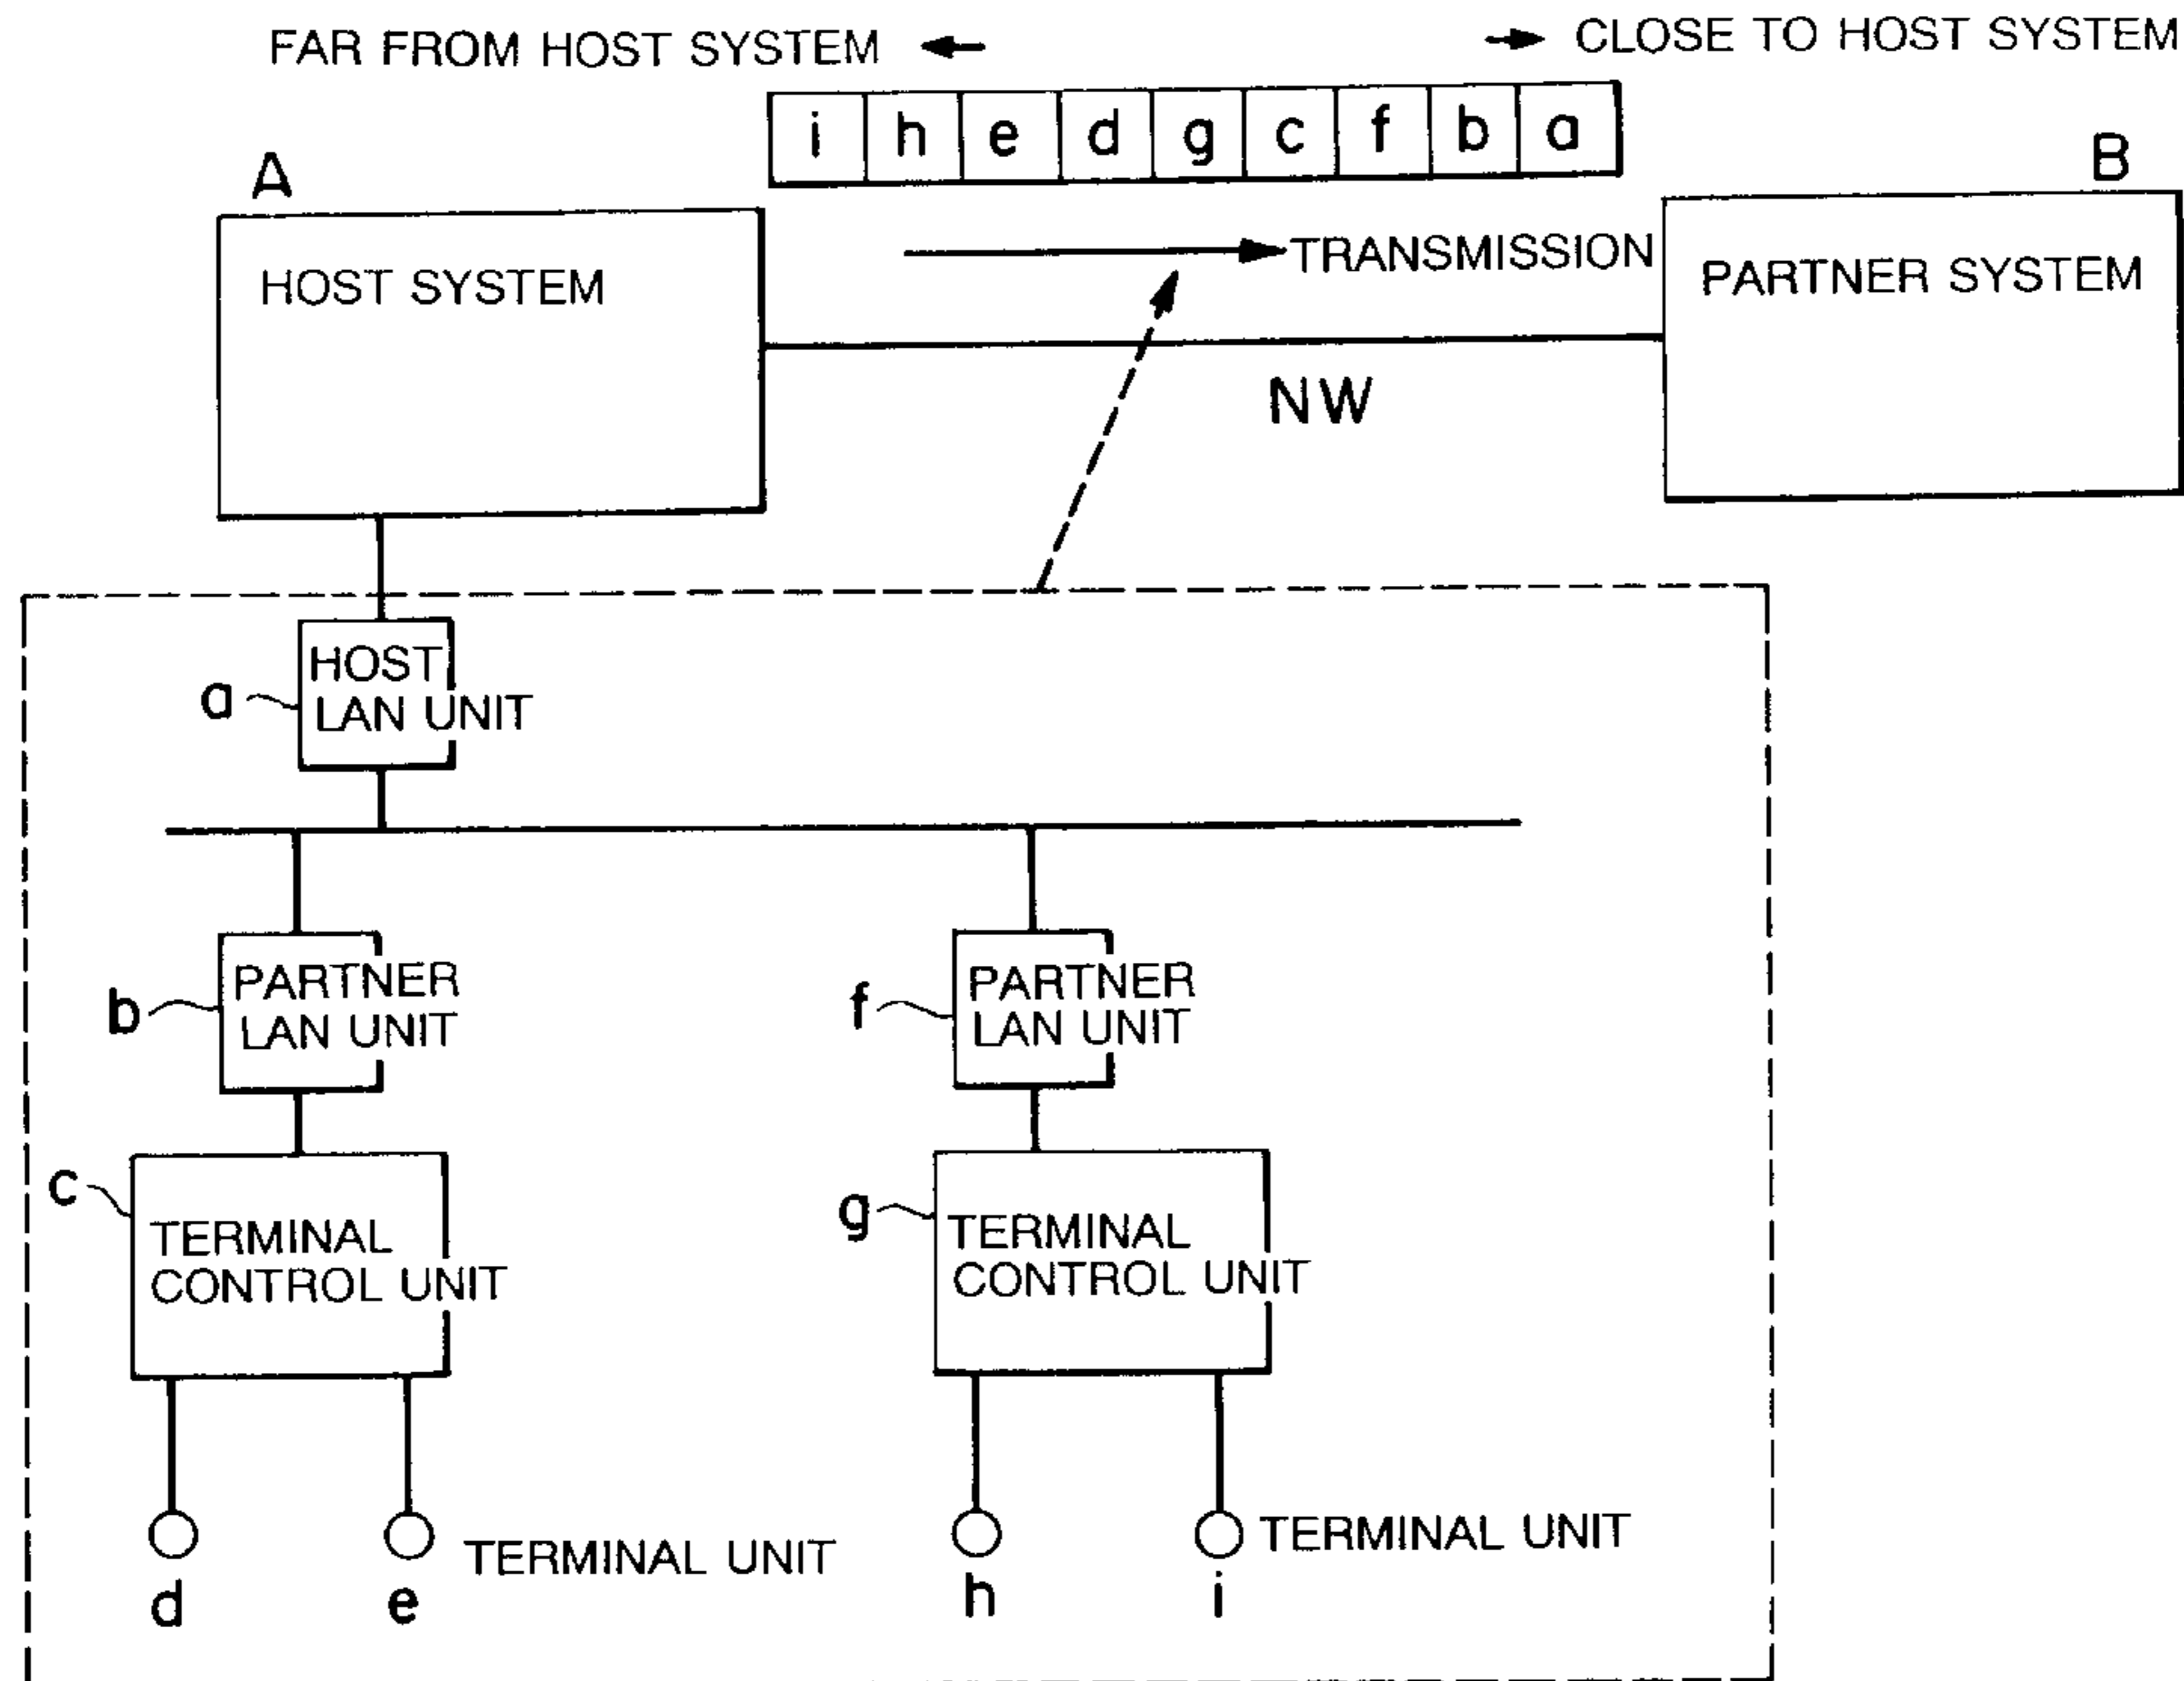 FAR FROM HOST SYSTEM
CLOSE TO HOST SYSTEM
i h e d g c f b a
A
B
HOST SYSTEM
TRANSMISSION
PARTNER SYSTEM
NW
a
HOST
LAN UNIT
b
PARTNER
LAN UNIT
f
PARTNER
LAN UNIT
c
TERMINAL
CONTROL UNIT
g
TERMINAL
CONTROL UNIT
TERMINAL UNIT
TERMINAL UNIT
d
e
h
i